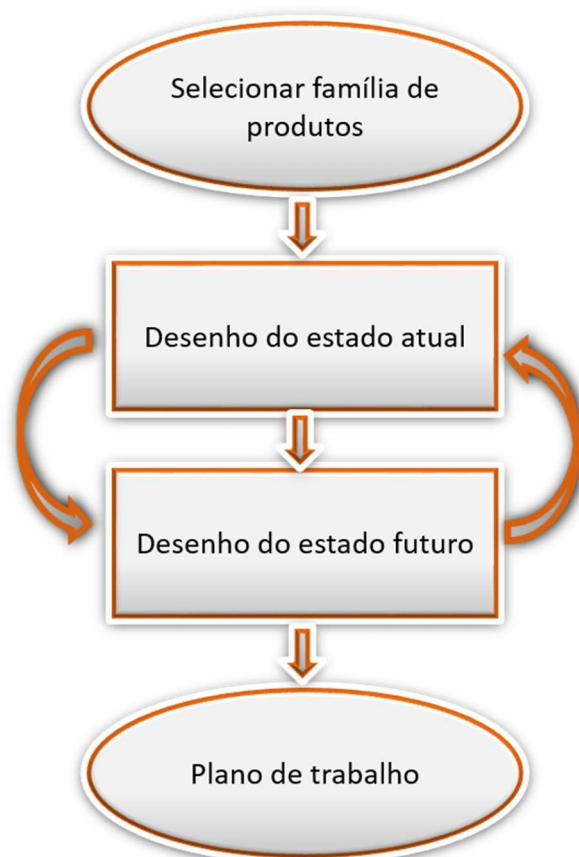 Selecionar família de
produtos
Desenho do estado atual
Desenho do estado futuro
Plano de trabalho